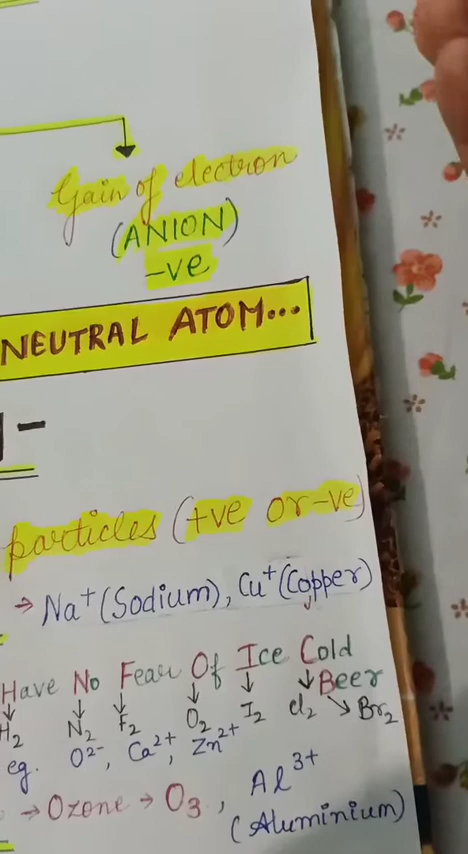 Gain of electron
(ANION)
-ve
NEUTRAL ATOM...
particles (+ve or -ve)
→ Na⁺ (Sodium), Cu⁺ (Copper)
Have No Fear Of Ice Cold
Beer
H₂ N₂ F₂ O₂ I₂ Cl₂ Br₂
eg. O²⁻, Ca²⁺, Zn²⁺
→ Ozone → O₃, Al³⁺
(Aluminium)